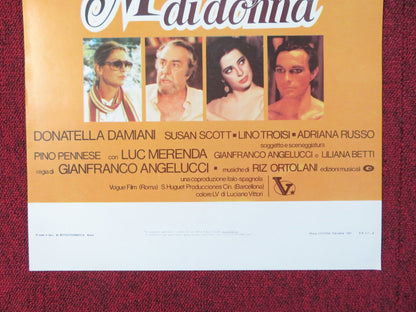 M di donna
DONATELLA DAMIANI SUSAN SCOTT • LINO TROISI • ADRIANA RUSSO
soggetto e sceneggiatura
PINO PENNESE con LUC MERENDA GIANFRANCO ANGELUCCI e LILIANA BETTI
regia di GIANFRANCO ANGELUCCI • musiche di RIZ ORTOLANI edizioni musicali
una coproduzione italo-spagnola
Vogue Film (Roma) S. Huguet Producciones Cin. (Barcellona)
colore LV di Luciano Vittori
V